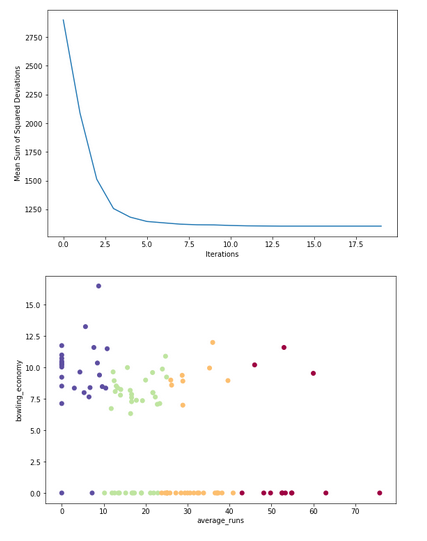 2750
2500
2250
2000
1750
1500
1250
Mean Sum of Squared Deviations
0.0 2.5 5.0 7.5 10.0 12.5 15.0 17.5
Iterations
15.0
12.5
10.0
7.5
5.0
2.5
0.0
bowling_economy
0 10 20 30 40 50 60 70
average_runs